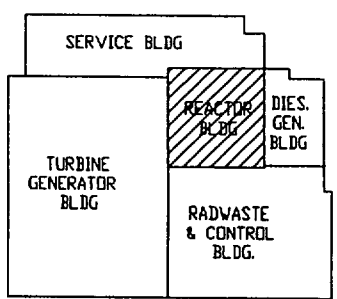 SERVICE BLDG
REACTOR
BLDG
DIES.
GEN.
BLDG
TURBINE
GENERATOR
BLDG
RADWASTE
& CONTROL
BLDG.